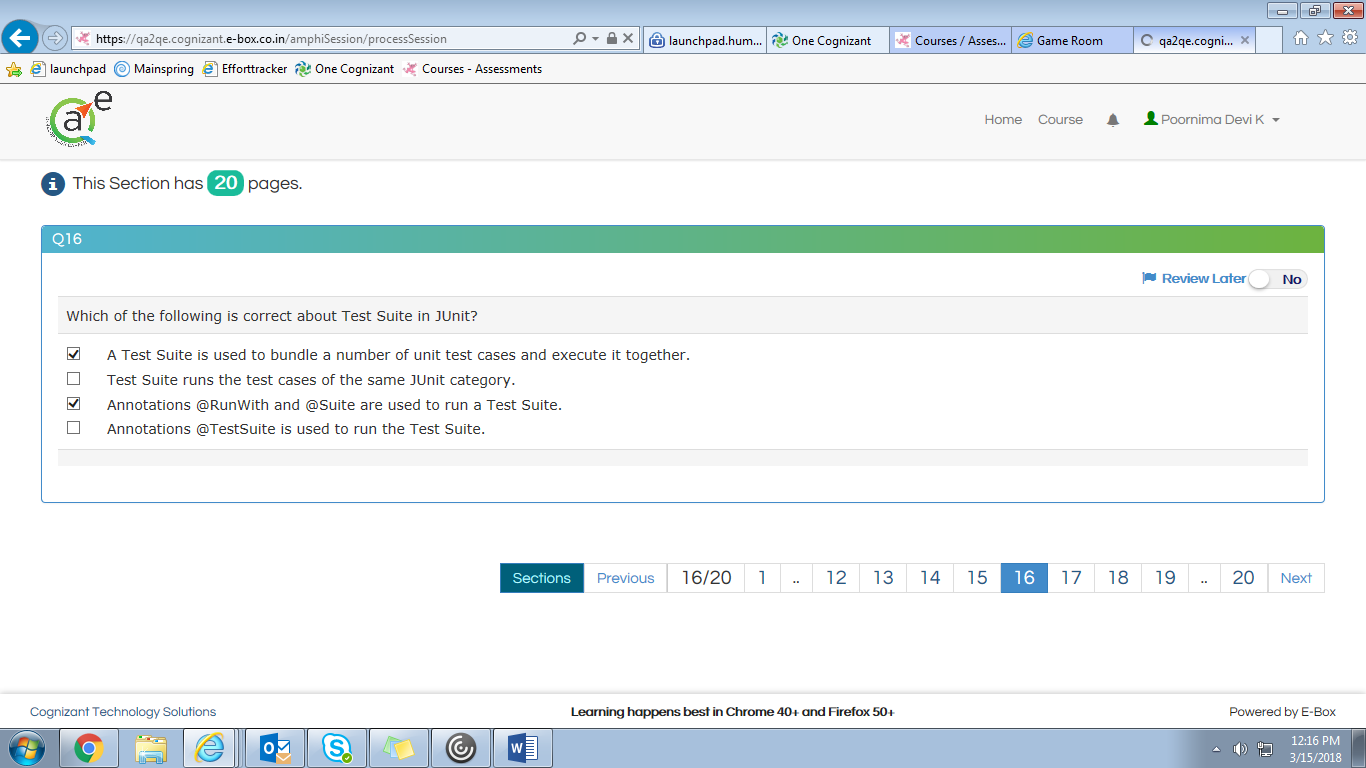 https://qa2qe.cognizant.e-box.co.in/amphiSession/processSession
launchpad.hum...
One Cognizant
Courses / Asses...
Game Room
qa2qe.cogni...
launchpad
Mainspring
Efforttracker
One Cognizant
Courses - Assessments
a e
Home
Course
Poornima Devi K
This Section has 20 pages.
Q16
Review Later
No
Which of the following is correct about Test Suite in JUnit?
A Test Suite is used to bundle a number of unit test cases and execute it together.
Test Suite runs the test cases of the same JUnit category.
Annotations @RunWith and @Suite are used to run a Test Suite.
Annotations @TestSuite is used to run the Test Suite.
Sections
Previous
16/20
1
..
12
13
14
15
16
17
18
19
..
20
Next
Cognizant Technology Solutions
Learning happens best in Chrome 40+ and Firefox 50+
Powered by E-Box
12:16 PM
3/15/2018